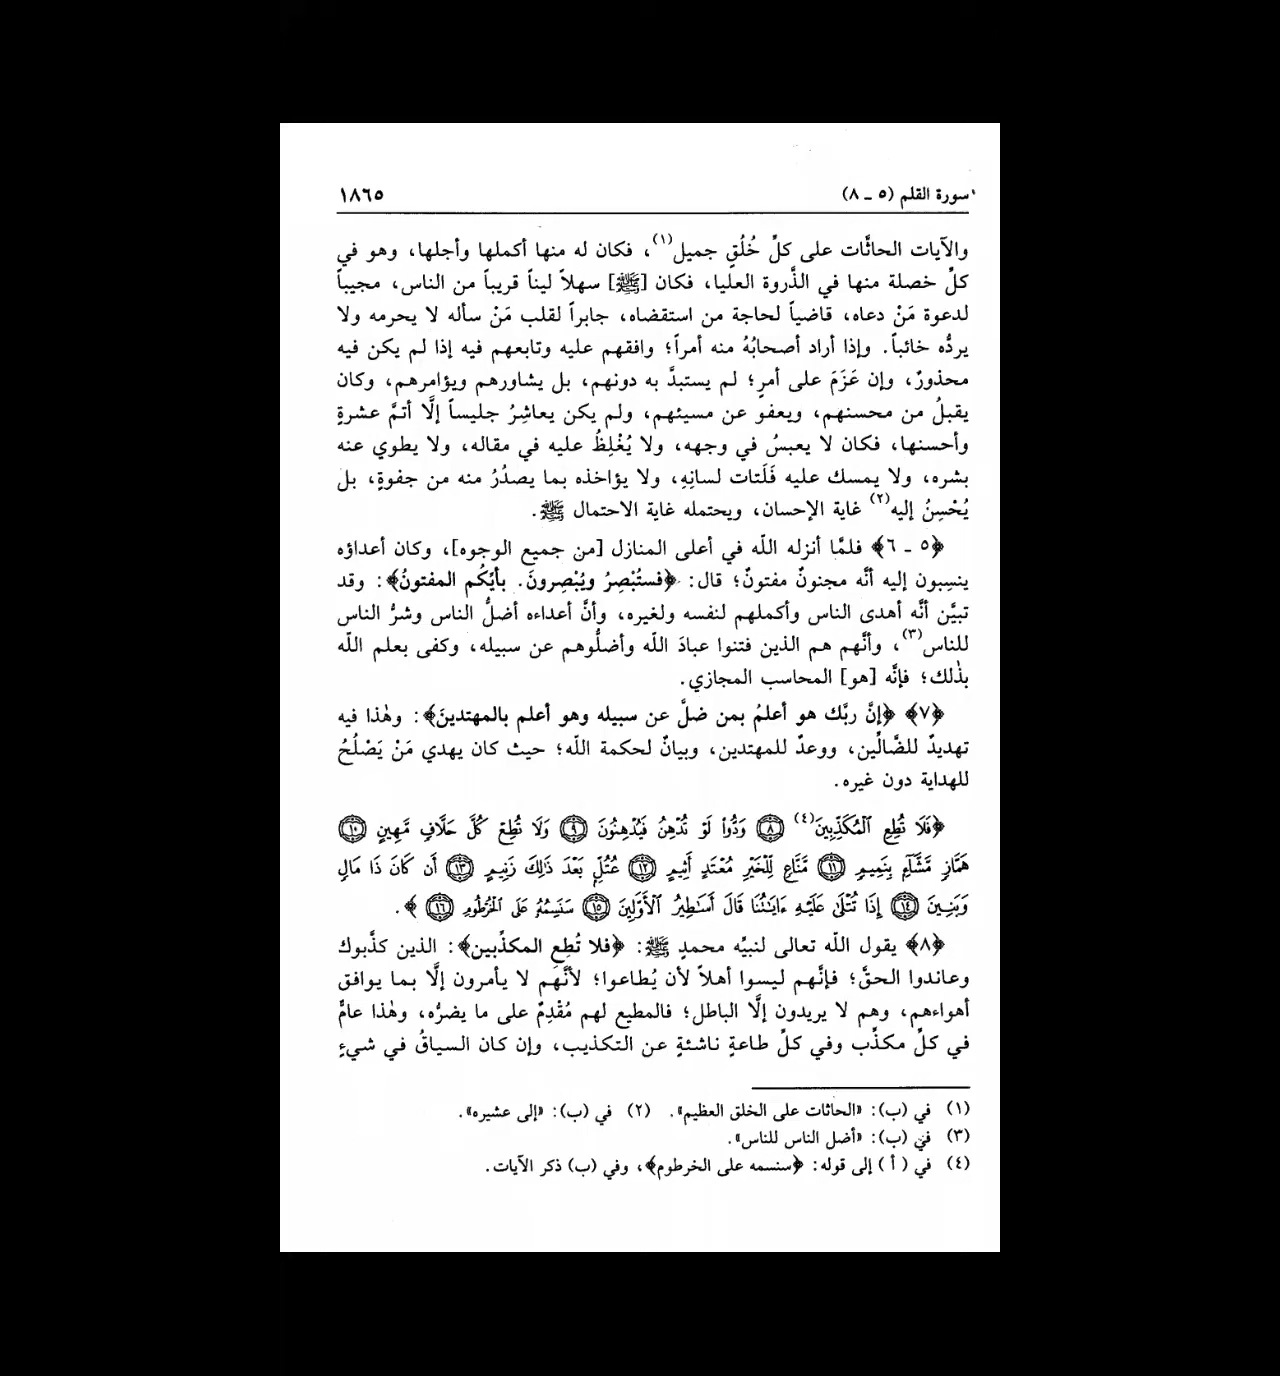 سورة القلم (٥ ـ ٨) ١٨٦٥
والآيات الحاثَّات على كلِّ خُلُقٍ جميل(١)، فكان له منها أكملها وأجلها، وهو في
كلِّ خصلة منها في الذَّروة العليا، فكان [ﷺ] سهلاً ليناً قريباً من الناس، مجيباً
لدعوة مَنْ دعاه، قاضياً لحاجة من استقضاه، جابراً لقلب مَنْ سأله لا يحرمه ولا
يردُّه خائباً. وإذا أراد أصحابُهُ منه أمراً؛ وافقهم عليه وتابعهم فيه إذا لم يكن فيه
محذورٌ، وإن عَزَمَ على أمرٍ؛ لم يستبدَّ به دونهم، بل يشاورهم ويؤامرهم، وكان
يقبلُ من محسنهم، ويعفو عن مسيئهم، ولم يكن يعاشِرُ جليساً إلَّا أتمَّ عشرةٍ
وأحسنها، فكان لا يعبسُ في وجهه، ولا يُغْلِظُ عليه في مقاله، ولا يطوي عنه
بشره، ولا يمسك عليه فَلَتات لسانِهِ، ولا يؤاخذه بما يصدُرُ منه من جفوةٍ، بل
يُحْسِنُ إليه(٢) غاية الإحسان، ويحتمله غاية الاحتمال ﷺ.
﴿٥ ـ ٦﴾ فلمَّا أنزله اللّه في أعلى المنازل [من جميع الوجوه]، وكان أعداؤه
ينسِبون إليه أنَّه مجنونٌ مفتونٌ؛ قال: ﴿فستُبْصِرُ ويُبْصِرونَ. بأيِّكُم المفتونُ﴾: وقد
تبيَّن أنَّه أهدى الناس وأكملهم لنفسه ولغيره، وأنَّ أعداءه أضلُّ الناس وشرُّ الناس
للناس(٣)، وأنَّهم هم الذين فتنوا عبادَ اللّه وأضلُّوهم عن سبيله، وكفى بعلم اللّه
بذٰلك؛ فإنَّه [هو] المحاسب المجازي.
﴿٧﴾ ﴿إنَّ ربَّك هو أعلمُ بمن ضلَّ عن سبيله وهو أعلم بالمهتدينَ﴾: وهٰذا فيه
تهديدٌ للضَّالِّين، ووعدٌ للمهتدين، وبيانٌ لحكمة اللّه؛ حيث كان يهدي مَنْ يَصْلُحُ
للهداية دون غيره.
﴿فَلَا تُطِعِ ٱلْمُكَذِّبِينَ(٤) ٨ وَدُّواْ لَوْ تُدْهِنُ فَيُدْهِنُونَ ٩ وَلَا تُطِعْ كُلَّ حَلَّافٍ مَّهِينٍ ١٠
هَمَّازٍ مَّشَّآءٍ بِنَمِيمٍ ١١ مَّنَّاعٍ لِّلْخَيْرِ مُعْتَدٍ أَثِيمٍ ١٢ عُتُلٍّ بَعْدَ ذَٰلِكَ زَنِيمٍ ١٣ أَن كَانَ ذَا مَالٍ
وَبَنِينَ ١٤ إِذَا تُتْلَىٰ عَلَيْهِ ءَايَٰتُنَا قَالَ أَسَٰطِيرُ ٱلْأَوَّلِينَ ١٥ سَنَسِمُهُۥ عَلَى ٱلْخُرْطُومِ ١٦ ﴾.
﴿٨﴾ يقول اللّه تعالى لنبيِّه محمدٍ ﷺ: ﴿فلا تُطِعِ المكذِّبين﴾: الذين كذَّبوك
وعاندوا الحقَّ؛ فإنَّهم ليسوا أهلاً لأن يُطاعوا؛ لأنَّهم لا يأمرون إلَّا بما يوافق
أهواءهم، وهم لا يريدون إلَّا الباطل؛ فالمطيع لهم مُقْدِمٌ على ما يضرُّه، وهٰذا عامٌّ
في كلِّ مكذِّب وفي كلِّ طاعةٍ ناشئةٍ عن التكذيب، وإن كان السياقُ في شيءٍ
(١) في (ب): «الحاثات على الخلق العظيم». (٢) في (ب): «إلى عشيره».
(٣) في (ب): «أضل الناس للناس».
(٤) في ( أ ) إلى قوله: ﴿سنسمه على الخرطوم﴾، وفي (ب) ذكر الآيات.